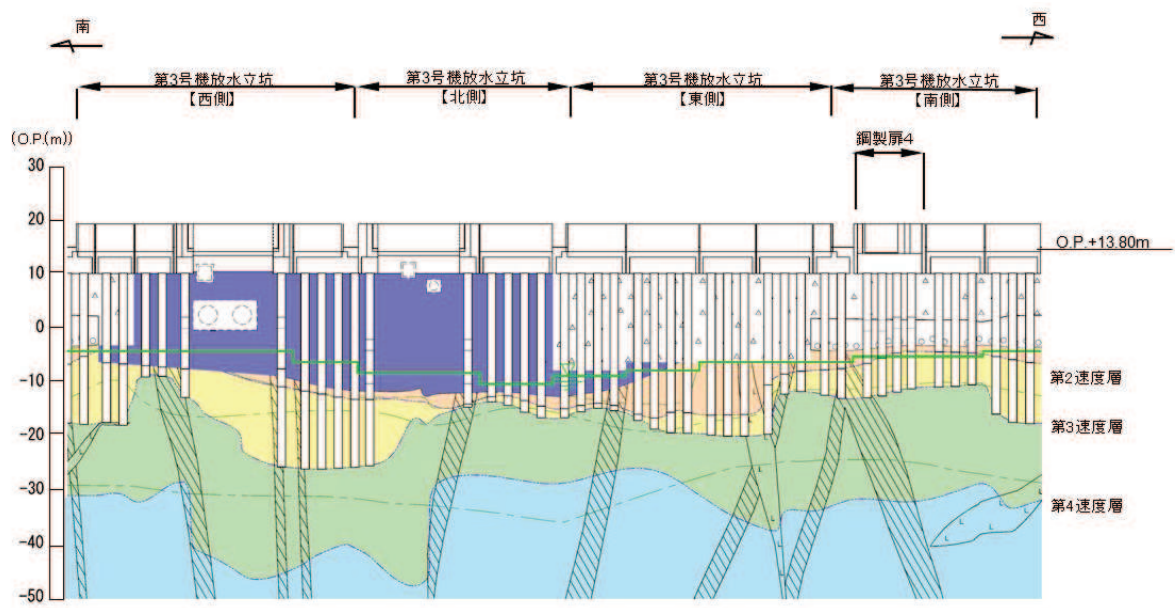 南
西
第3号機放水立坑
【西側】
第3号機放水立坑
【北側】
第3号機放水立坑
【東側】
第3号機放水立坑
【南側】
(O.P.(m))
鋼製扉4
30
20
O.P.+13.80m
10
0
-10
第2速度層
-20
第3速度層
-30
第4速度層
-40
-50